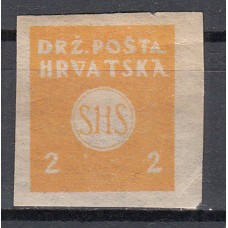 DRŽ. POŠTA
HRVATSKA
SHS
2 2